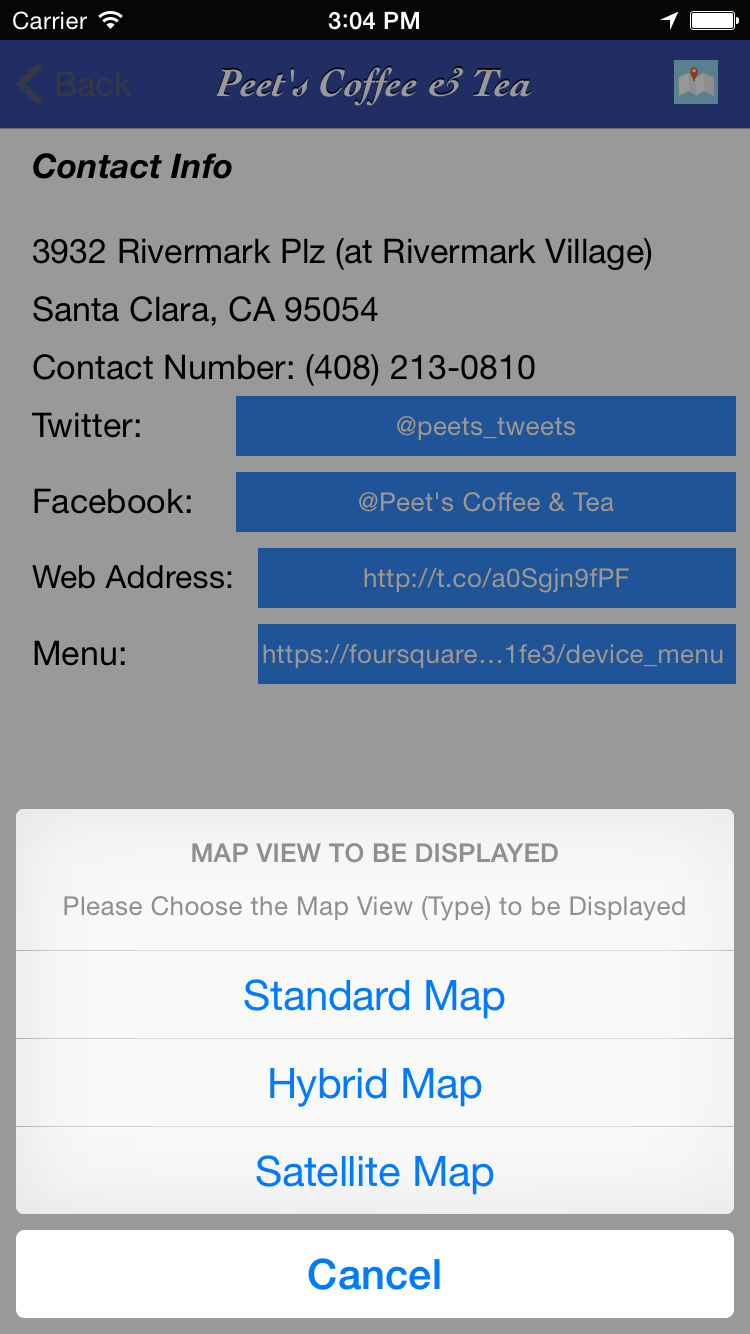 Carrier 3:04 PM
Back Peet's Coffee & Tea
Contact Info
3932 Rivermark Plz (at Rivermark Village)
Santa Clara, CA 95054
Contact Number: (408) 213-0810
Twitter: @peets_tweets
Facebook: @Peet's Coffee & Tea
Web Address: http://t.co/a0Sgjn9fPF
Menu: https://foursquare...1fe3/device_menu
MAP VIEW TO BE DISPLAYED
Please Choose the Map View (Type) to be Displayed
Standard Map
Hybrid Map
Satellite Map
Cancel